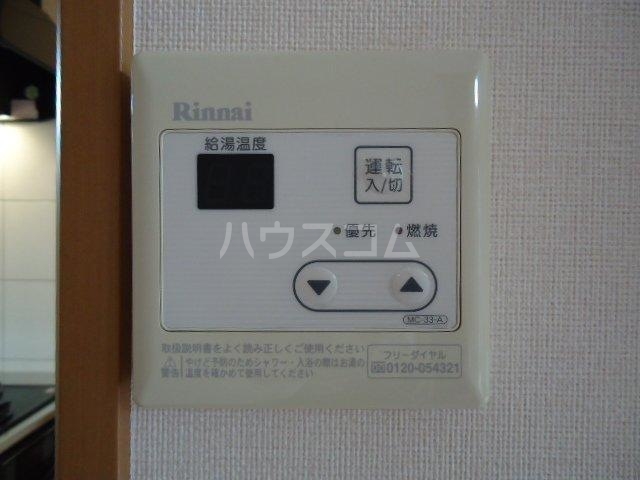 Rinnai
給湯温度
運転
入/切
優先 燃焼
ハウスコム
MC-33-A
取扱説明書をよく読み正しくご使用ください
警告 やけど予防のためシャワー・入浴の際はお湯の
温度を確かめて使用してください
フリーダイヤル
0120-054321